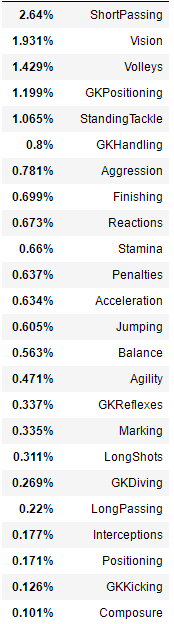 2.64% ShortPassing
1.931% Vision
1.429% Volleys
1.199% GKPositioning
1.065% StandingTackle
0.8% GKHandling
0.781% Aggression
0.699% Finishing
0.673% Reactions
0.66% Stamina
0.637% Penalties
0.634% Acceleration
0.605% Jumping
0.563% Balance
0.471% Agility
0.337% GKReflexes
0.335% Marking
0.311% LongShots
0.269% GKDiving
0.22% LongPassing
0.177% Interceptions
0.171% Positioning
0.126% GKKicking
0.101% Composure